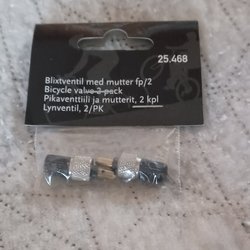 25.468
Blixtventil med mutter fp/2
Bicycle valve 2-pack
Pikaventtiili ja mutterit, 2 kpl
Lynventil, 2/PK